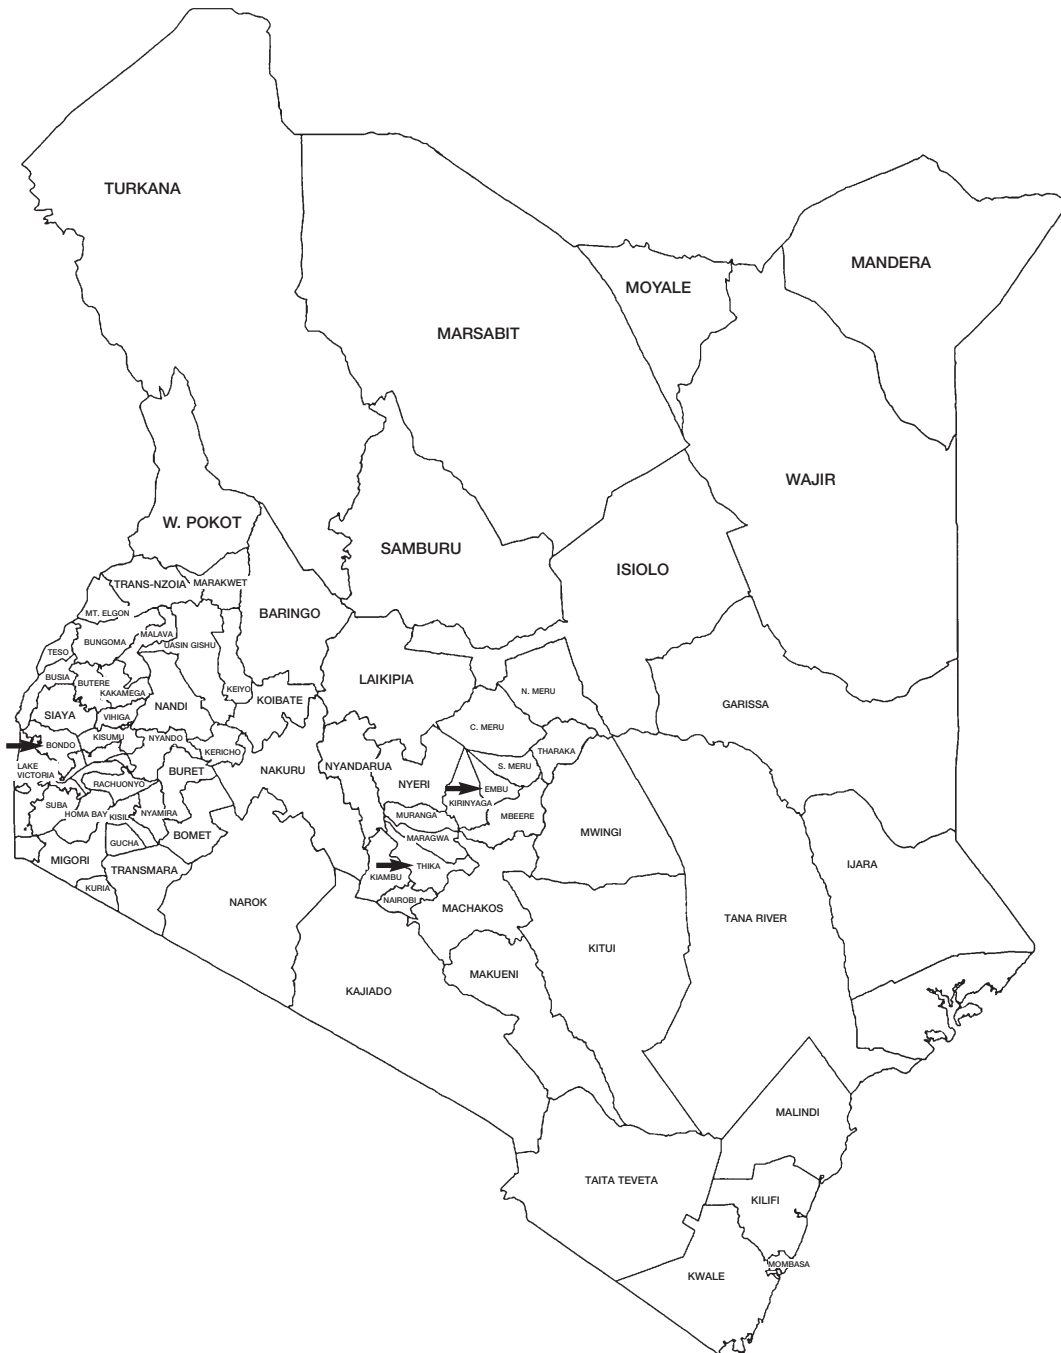 TURKANA
MANDERA
MOYALE
MARSABIT
WAJIR
W. POKOT
SAMBURU
ISIOLO
TRANS-NZOIA
MARAKWET
MT. ELGON
BARINGO
MALAVA
BUNGOMA
UASIN GISHU
TESO
BUSIA
BUTERE
KAKAMEGA
KEIYO
LAIKIPIA
N. MERU
KOIBATE
NANDI
GARISSA
SIAYA
VIHIGA
C. MERU
KISUMU
NYANDO
BONDO
KERICHO
THARAKA
LAKE
VICTORIA
BURET
NAKURU
NYANDARUA
S. MERU
RACHUONYO
NYERI
EMBU
SUBA
HOMA BAY
KISIL
NYAMIRA
KIRINYAGA
MURANGA
MBEERE
BOMET
MARAGWA
MWINGI
GUCHA
MIGORI
TRANSMARA
THIKA
KIAMBU
IJARA
KURIA
NAROK
NAIROBI
MACHAKOS
TANA RIVER
KITUI
MAKUENI
KAJIADO
MALINDI
TAITA TEVETA
KILIFI
MOMBASA
KWALE